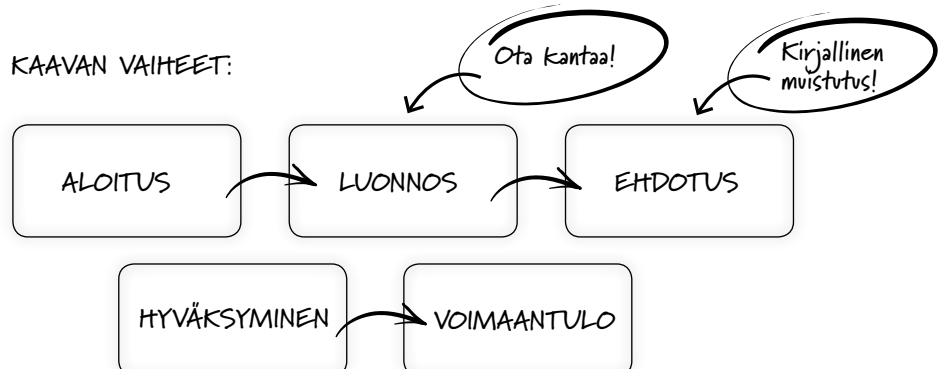 KAAVAN VAIHEET:
Ota kantaa!
Kirjallinen
muistutus!
ALOITUS
LUONNOS
EHDOTUS
HYVÄKSYMINEN
VOIMAANTULO